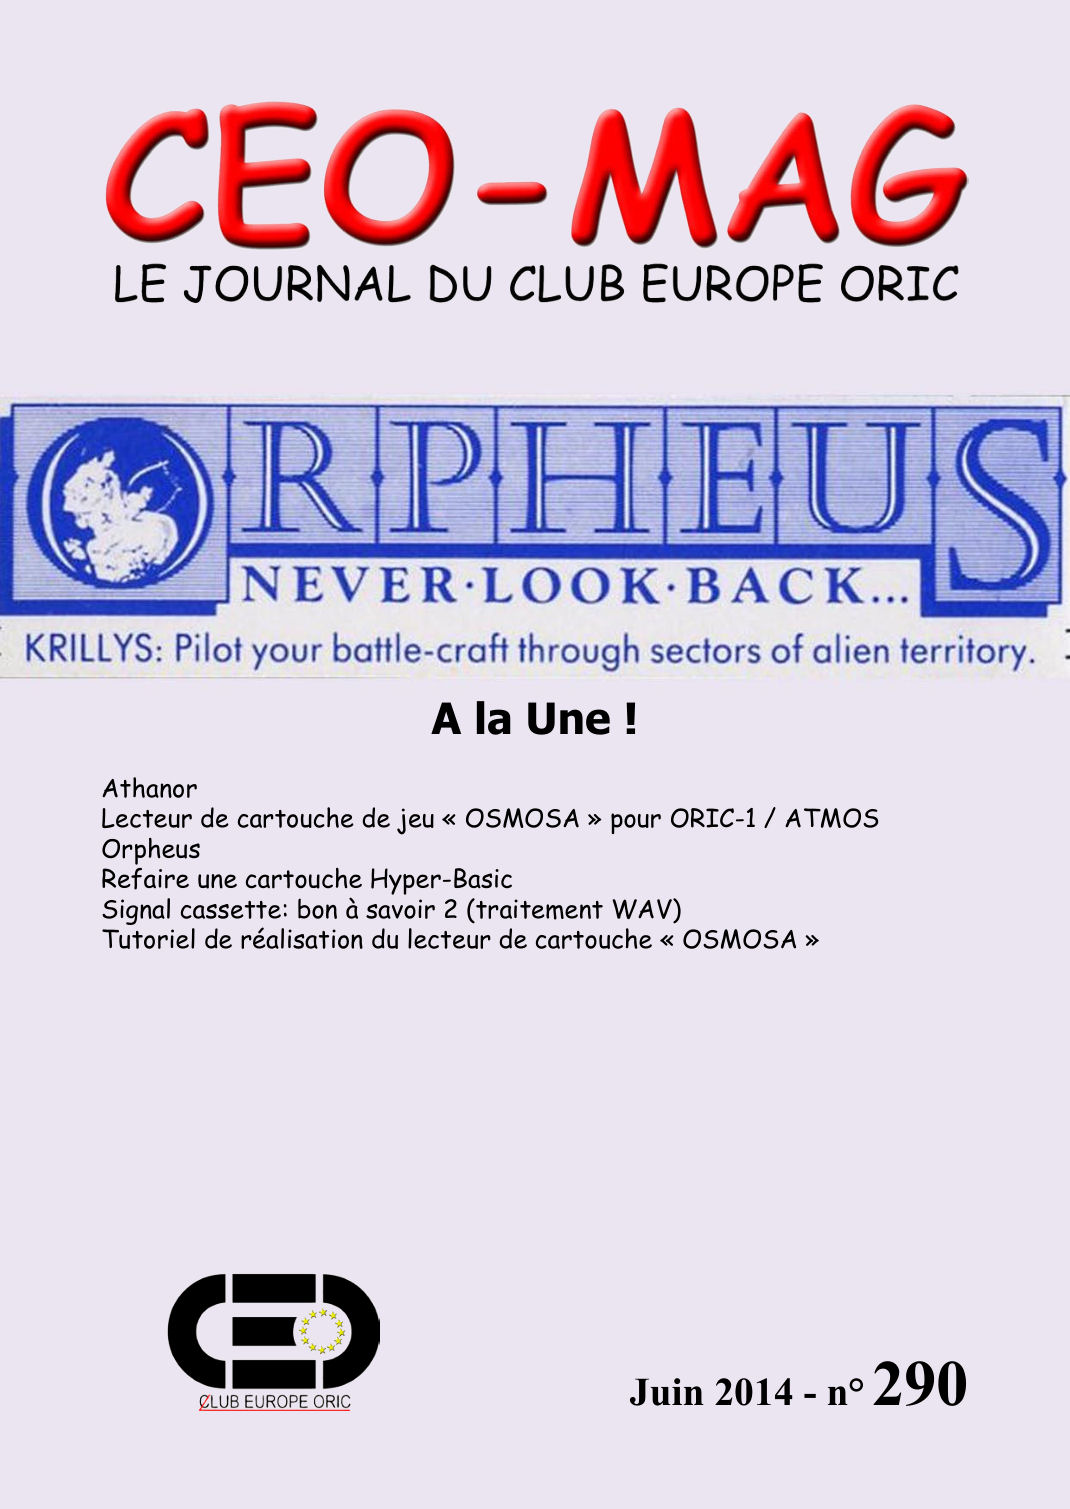 CEO-MAG
LE JOURNAL DU CLUB EUROPE ORIC
ORPHEUS
NEVER·LOOK·BACK...
KRILLYS: Pilot your battle-craft through sectors of alien territory.
A la Une !
Athanor
Lecteur de cartouche de jeu « OSMOSA » pour ORIC-1 / ATMOS
Orpheus
Refaire une cartouche Hyper-Basic
Signal cassette: bon à savoir 2 (traitement WAV)
Tutoriel de réalisation du lecteur de cartouche « OSMOSA »
CEO
CLUB EUROPE ORIC
Juin 2014 - n° 290